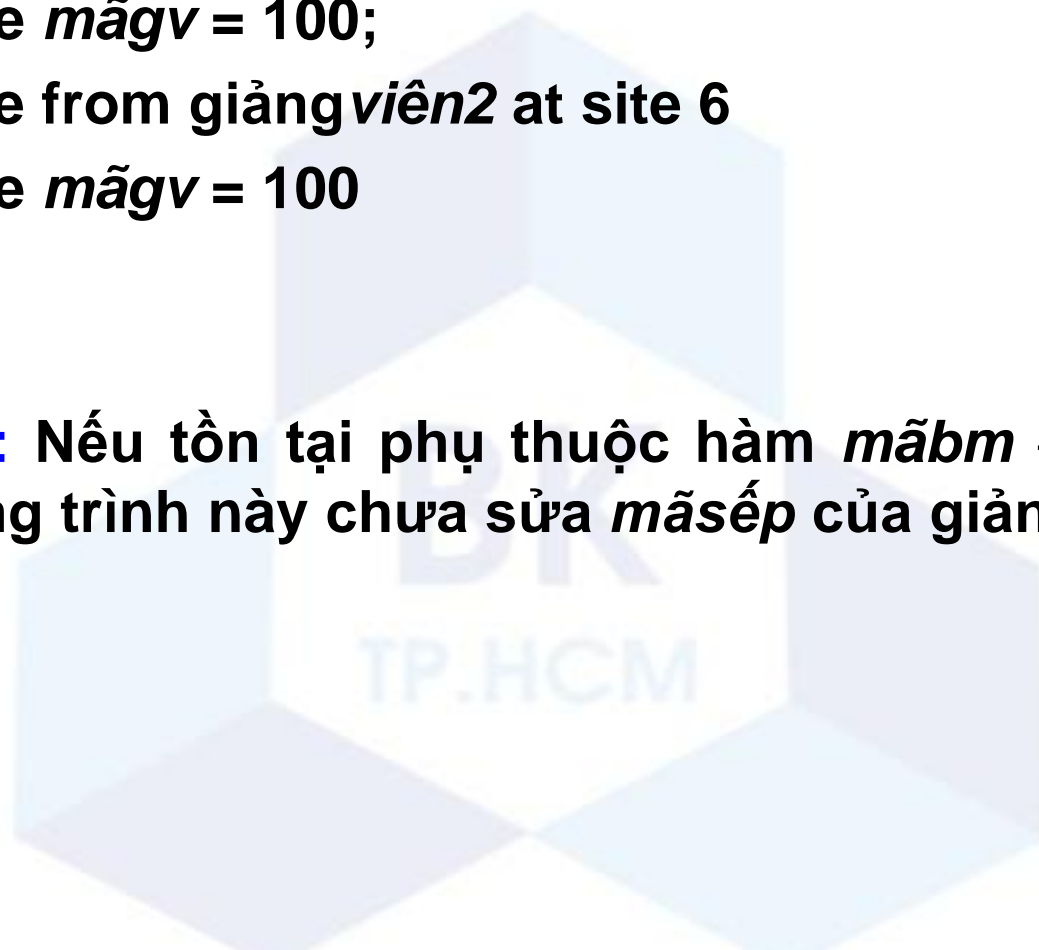 e mãgv = 100;
e from giảngviên2 at site 6
e mãgv = 100
: Nếu tồn tại phụ thuộc hàm mãbm
ng trình này chưa sửa mãsếp của giản
BK
TP.HCM